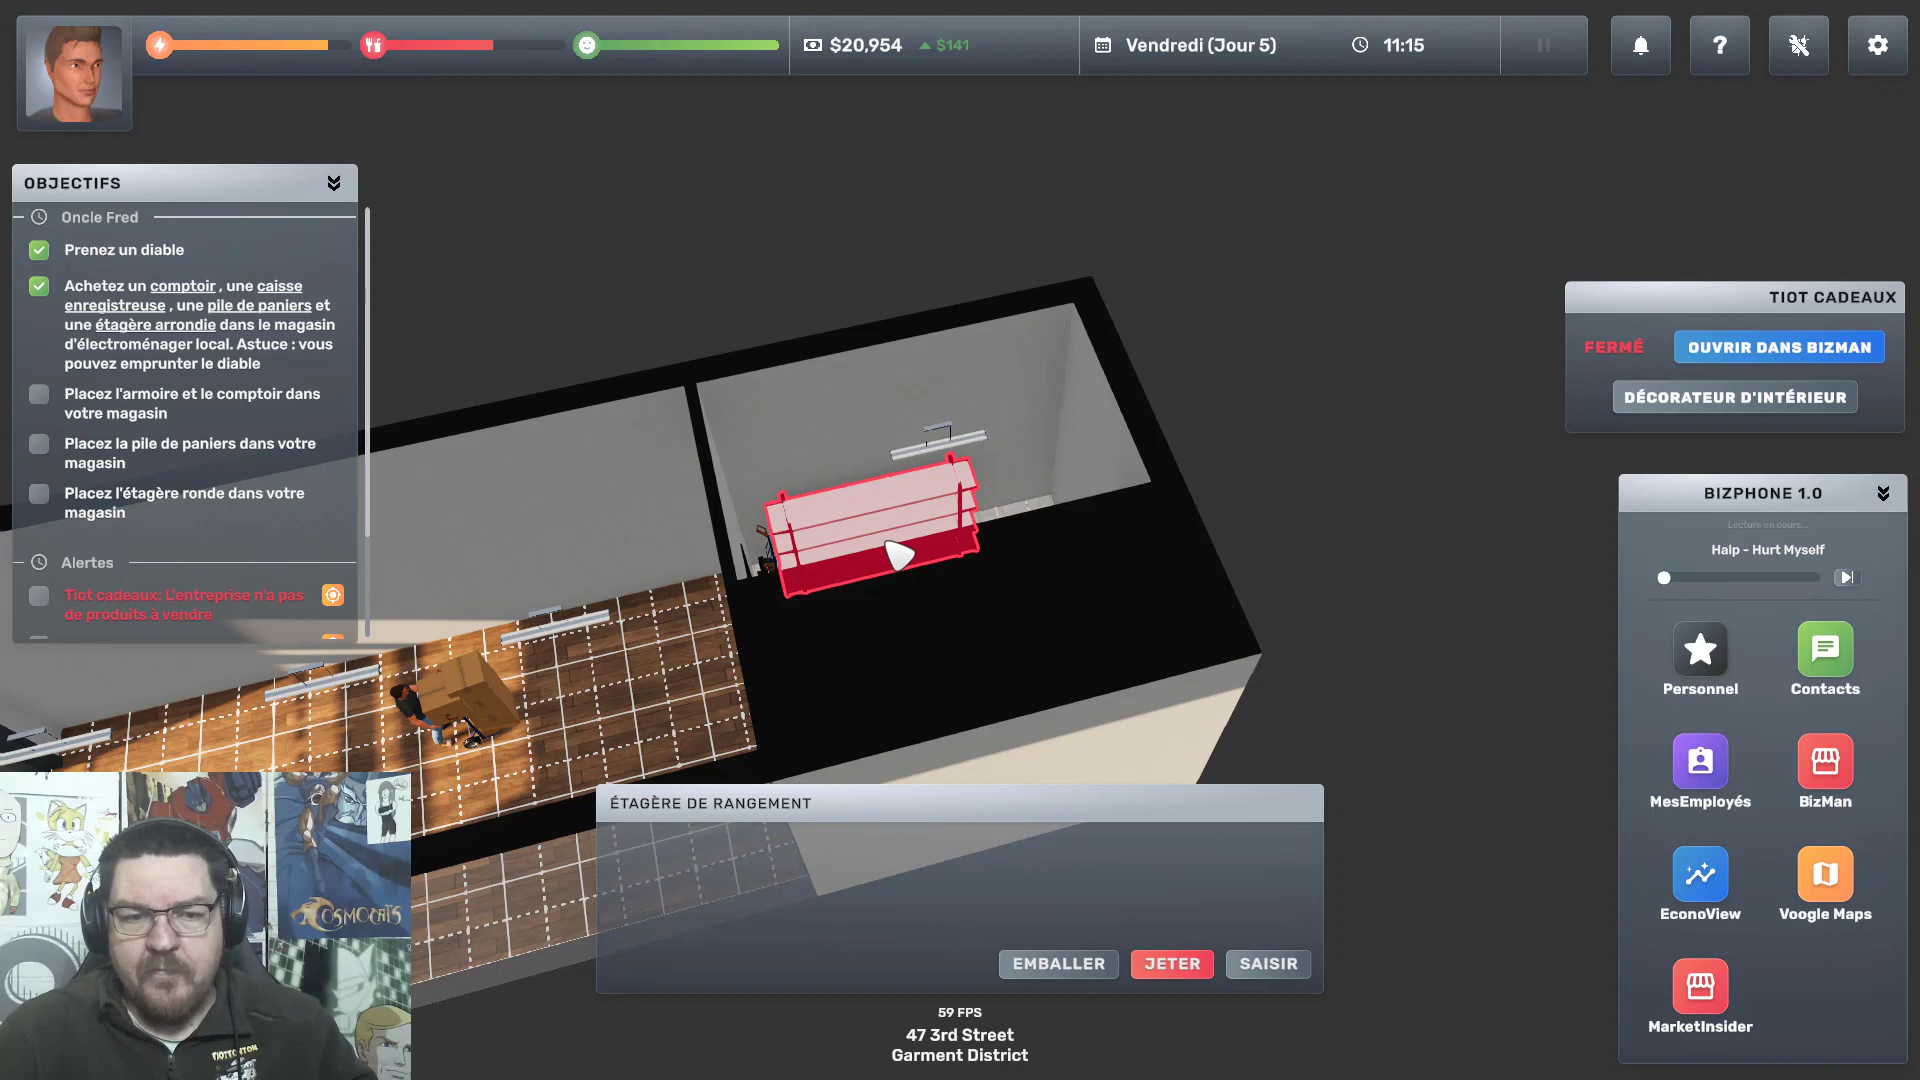 $20,954
$141
Vendredi (Jour 5)
11:15
?
OBJECTIFS
Oncle Fred
Prenez un diable
Achetez un comptoir , une caisse
enregistreuse , une pile de paniers et
une étagère arrondie dans le magasin
d'électroménager local. Astuce : vous
pouvez emprunter le diable
Placez l'armoire et le comptoir dans
votre magasin
Placez la pile de paniers dans votre
magasin
Placez l'étagère ronde dans votre
magasin
Alertes
Tiot cadeaux: L'entreprise n'a pas
de produits à vendre
TIOT CADEAUX
FERMÉ
OUVRIR DANS BIZMAN
DÉCORATEUR D'INTÉRIEUR
BIZPHONE 1.0
Lecture en cours...
Halp - Hurt Myself
Personnel
Contacts
MesEmployés
BizMan
EconoView
Voogle Maps
MarketInsider
ÉTAGÈRE DE RANGEMENT
EMBALLER
JETER
SAISIR
59 FPS
47 3rd Street
Garment District
COSMOCATS